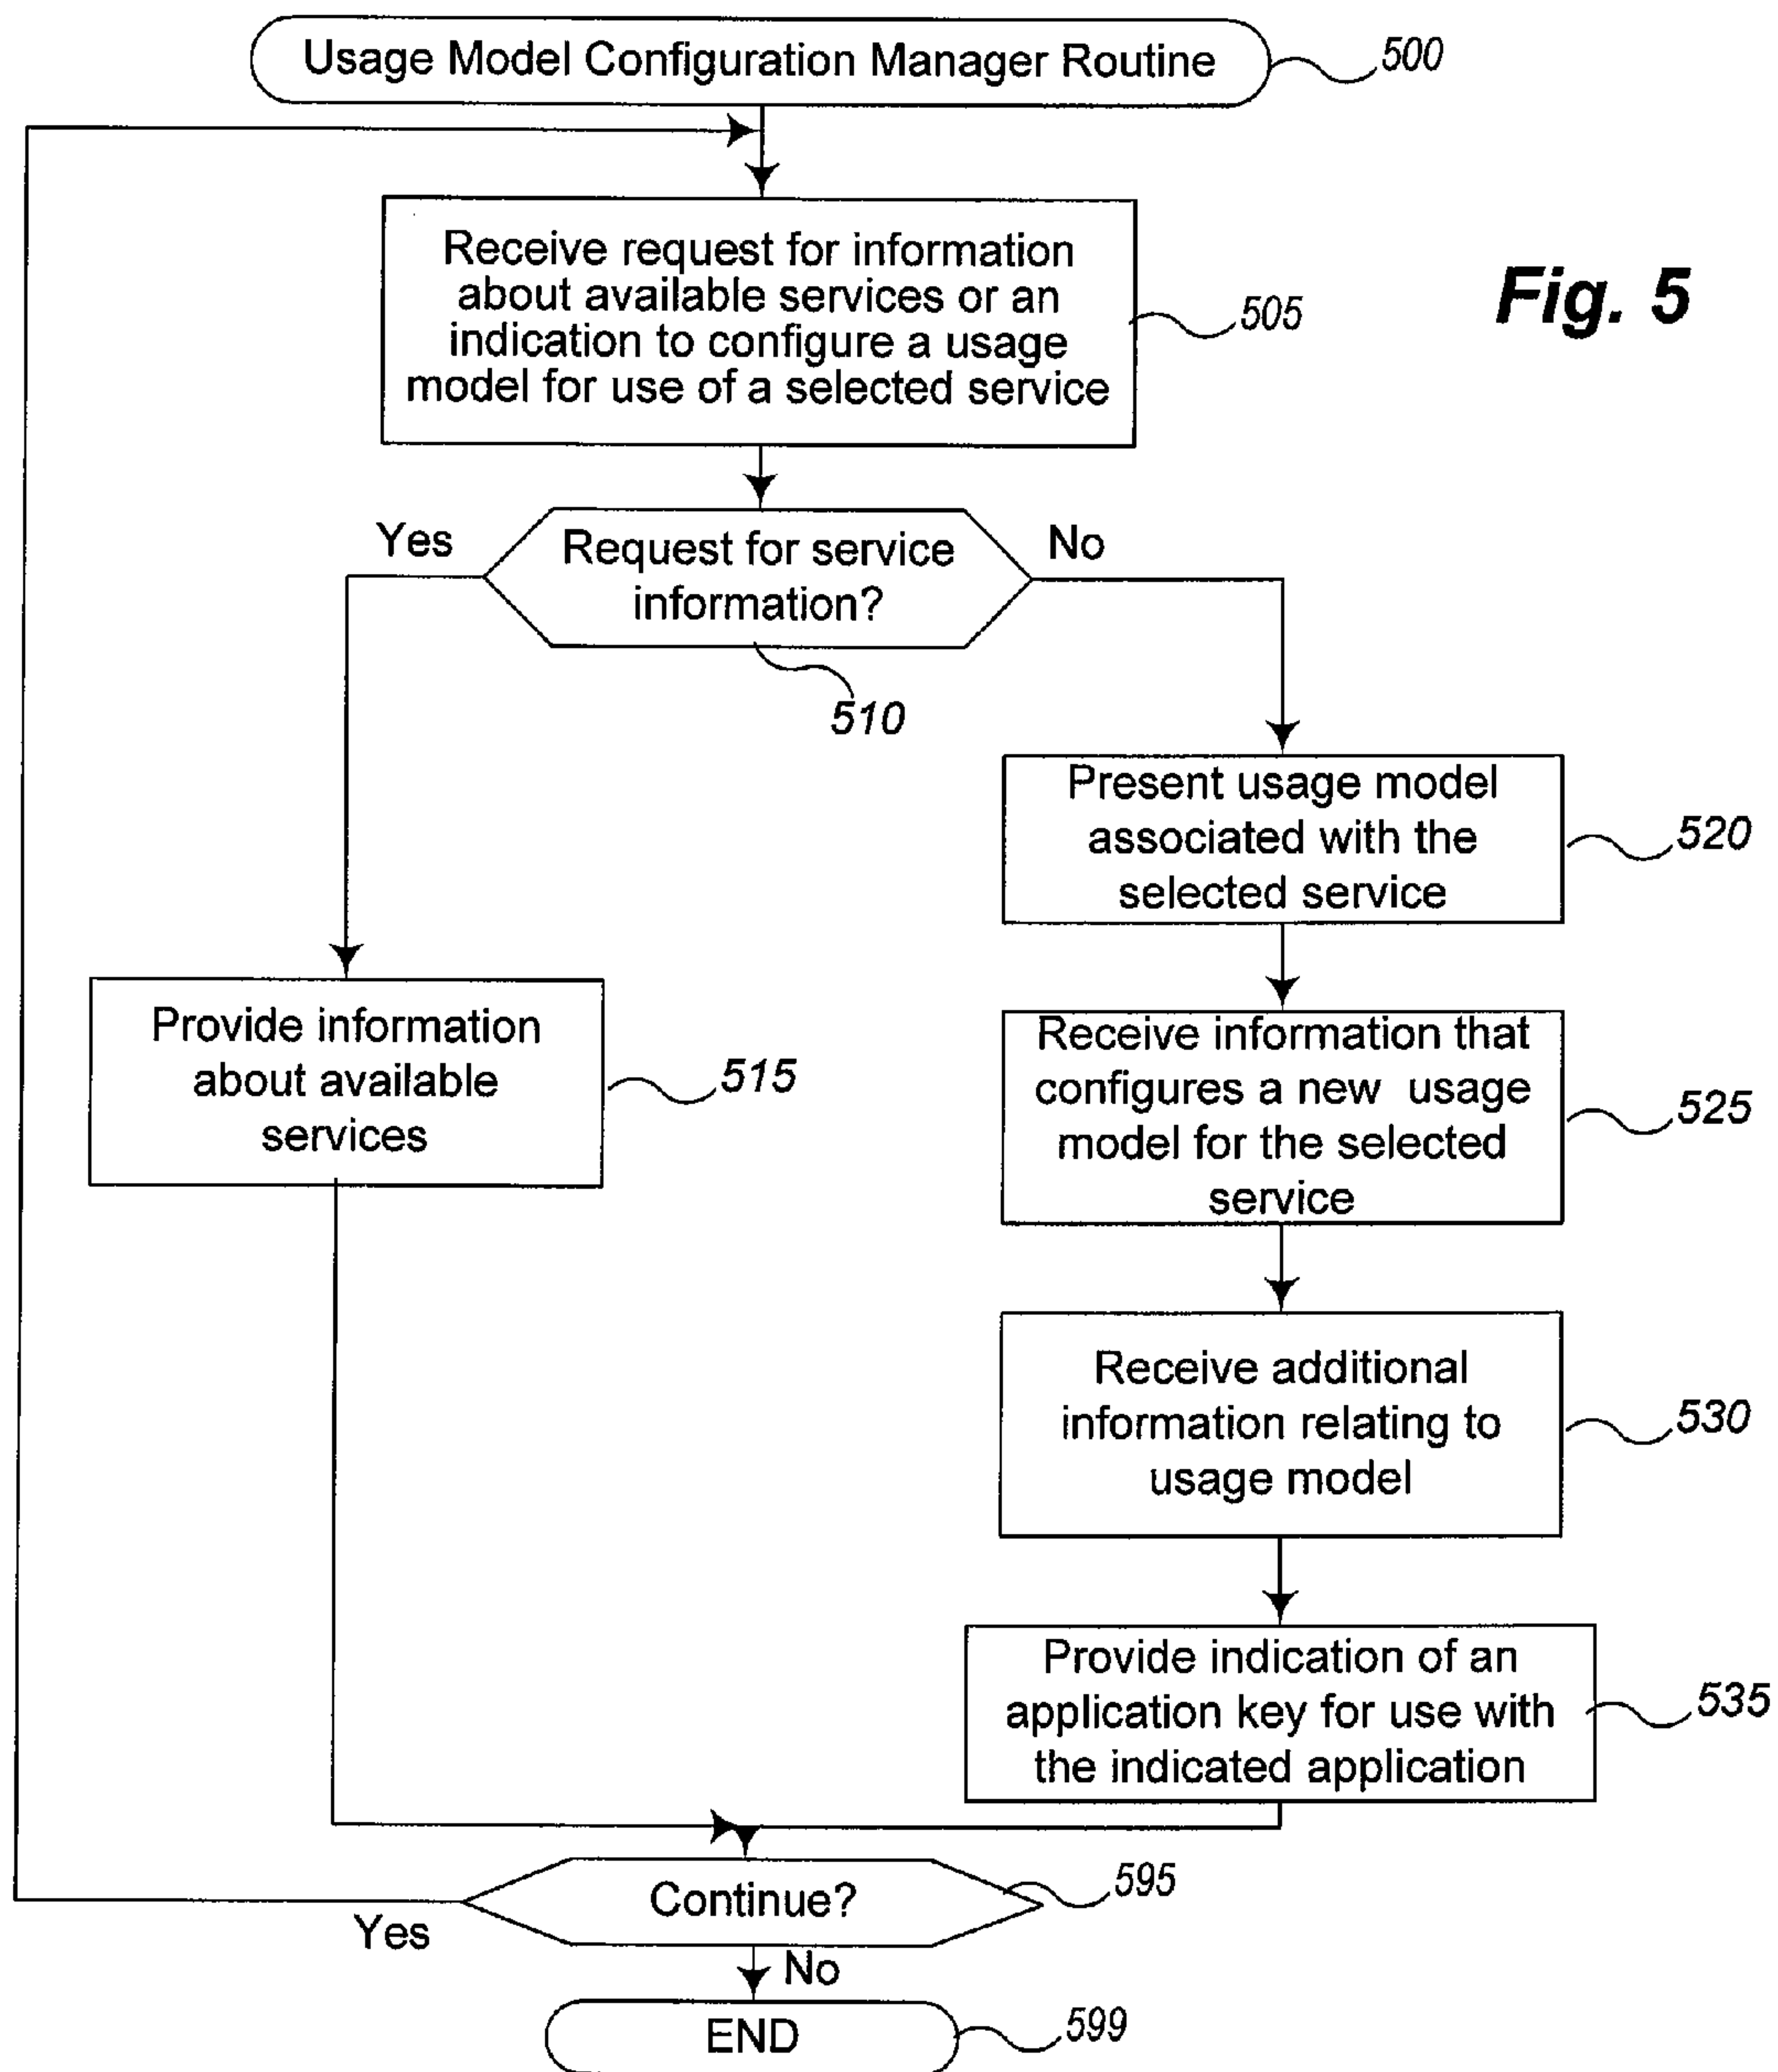 Usage Model Configuration Manager Routine
500
Receive request for information
about available services or an
indication to configure a usage
model for use of a selected service
505
Fig. 5
Yes
Request for service
information?
No
510
Present usage model
associated with the
selected service
520
Provide information
about available
services
515
Receive information that
configures a new usage
model for the selected
service
525
Receive additional
information relating to
usage model
530
Provide indication of an
application key for use with
the indicated application
535
Continue?
595
Yes
No
END
599